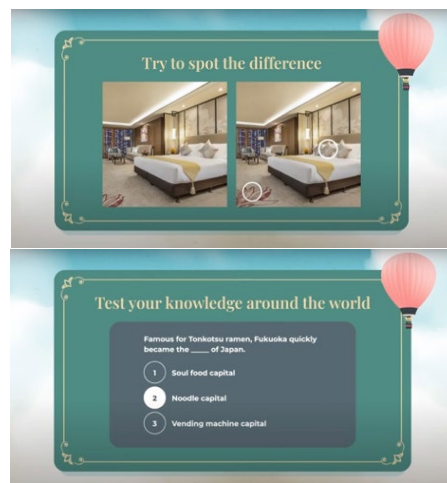 Try to spot the difference
Test your knowledge around the world
Famous for Tonkotsu ramen, Fukuoka quickly
became the _____ of Japan.
1 Soul food capital
2 Noodle capital
3 Vending machine capital